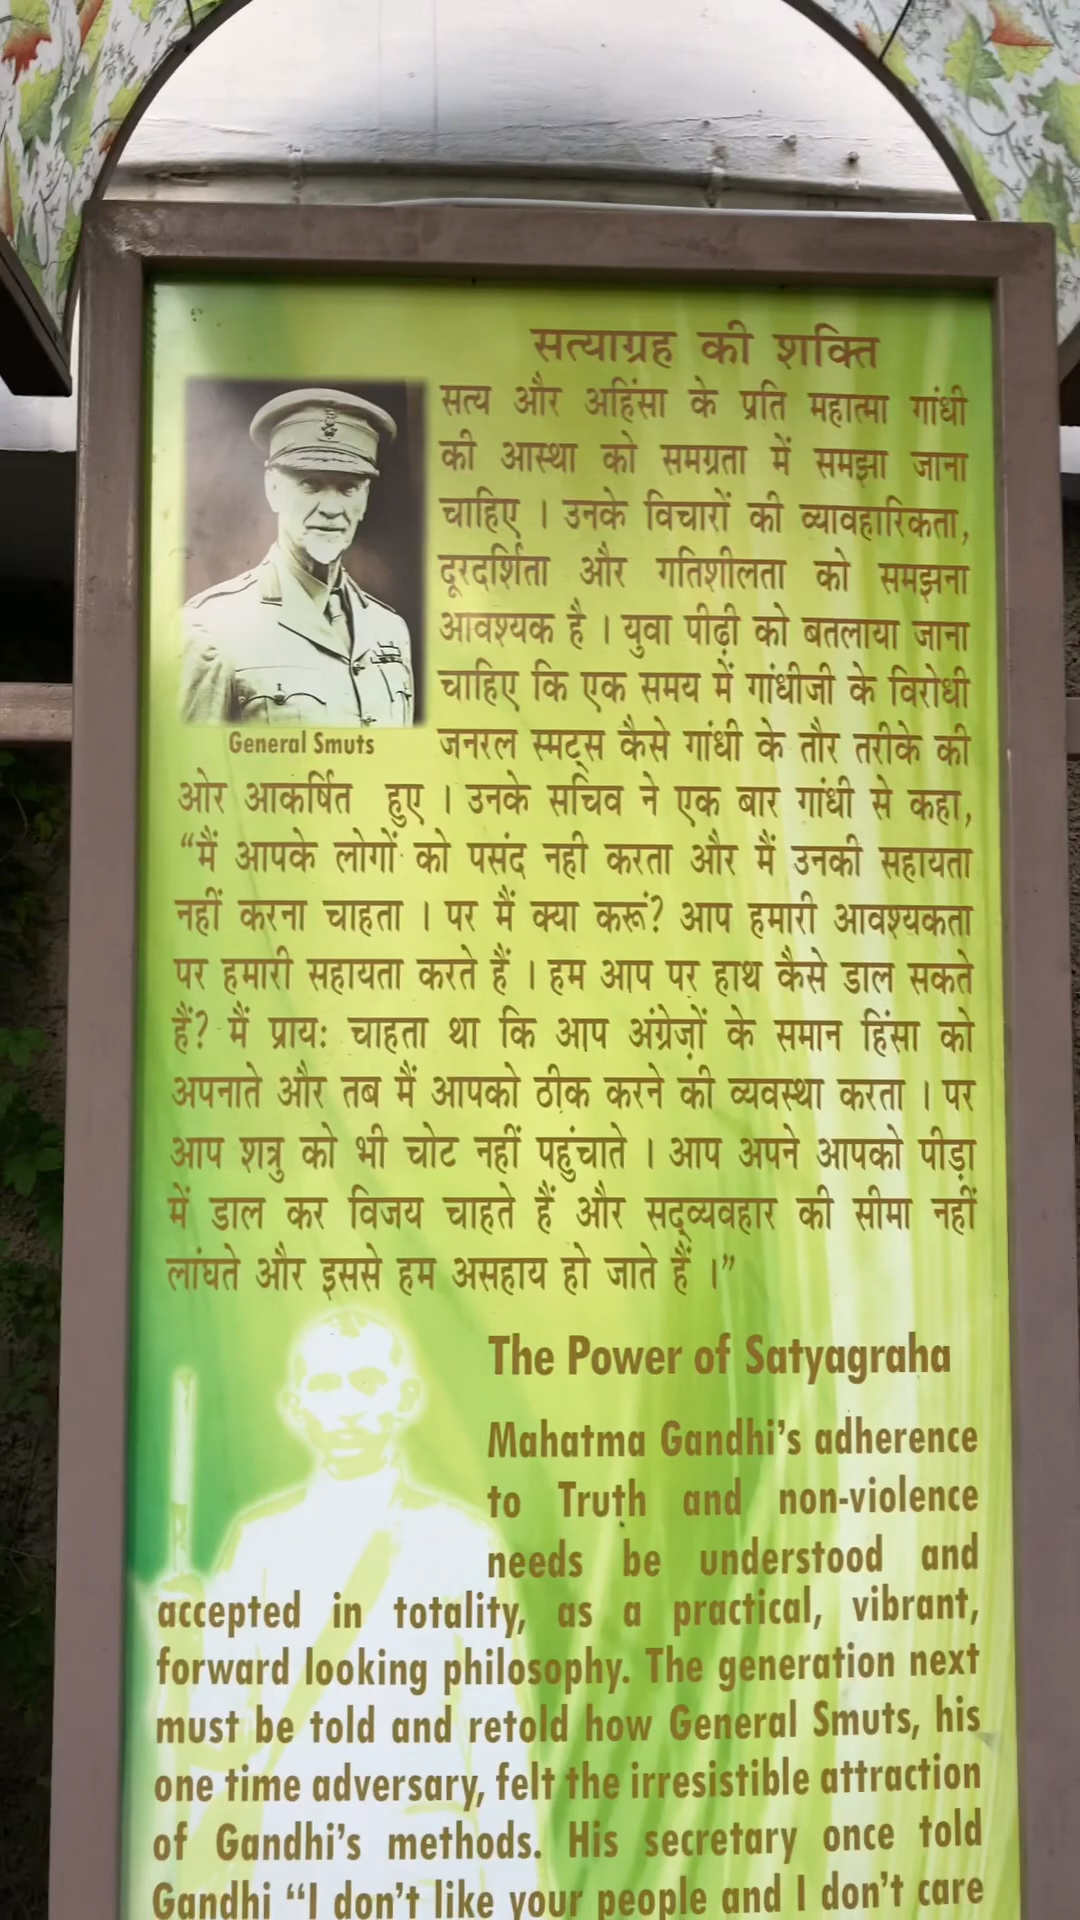 सत्याग्रह की शक्ति
सत्य और अहिंसा के प्रति महात्मा गांधी
की आस्था को समग्रता में समझा जाना
चाहिए । उनके विचारों की व्यावहारिकता,
दूरदर्शिता और गतिशीलता को समझना
आवश्यक है । युवा पीढ़ी को बतलाया जाना
चाहिए कि एक समय में गांधीजी के विरोधी
जनरल स्मट्स कैसे गांधी के तौर तरीके की
General Smuts
ओर आकर्षित हुए । उनके सचिव ने एक बार गांधी से कहा,
“मैं आपके लोगों को पसंद नही करता और मैं उनकी सहायता
नहीं करना चाहता । पर मैं क्या करूं? आप हमारी आवश्यकता
पर हमारी सहायता करते हैं । हम आप पर हाथ कैसे डाल सकते
हैं? मैं प्रायः चाहता था कि आप अंग्रेज़ों के समान हिंसा को
अपनाते और तब मैं आपको ठीक करने की व्यवस्था करता । पर
आप शत्रु को भी चोट नहीं पहुंचाते । आप अपने आपको पीड़ा
में डाल कर विजय चाहते हैं और सद्व्यवहार की सीमा नहीं
लांघते और इससे हम असहाय हो जाते हैं ।”
The Power of Satyagraha
Mahatma Gandhi’s adherence
to Truth and non-violence
needs be understood and
accepted in totality, as a practical, vibrant,
forward looking philosophy. The generation next
must be told and retold how General Smuts, his
one time adversary, felt the irresistible attraction
of Gandhi’s methods. His secretary once told
Gandhi “I don’t like your people and I don’t care